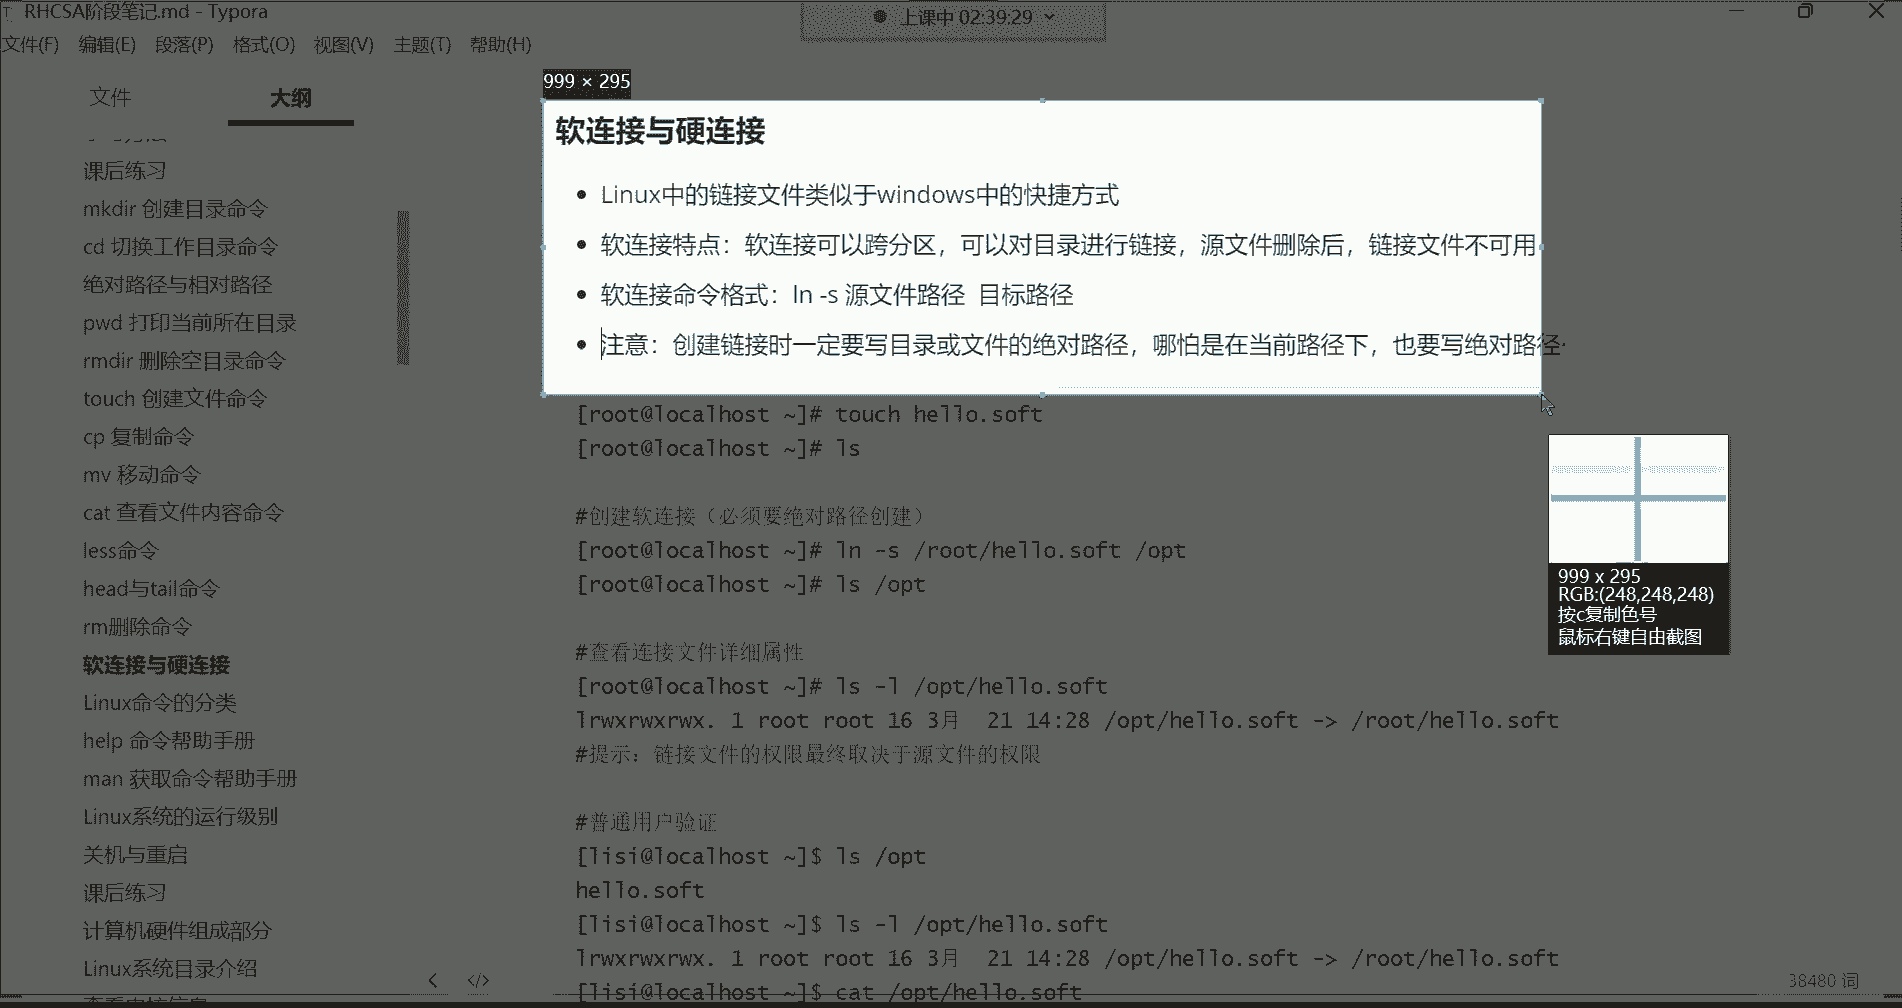 RHCSA阶段笔记.md - Typora
上课中 02:39:29
文件(F) 编辑(E) 段落(P) 格式(O) 视图(V) 主题(T) 帮助(H)
文件 大纲
课后练习
mkdir 创建目录命令
cd 切换工作目录命令
绝对路径与相对路径
pwd 打印当前所在目录
rmdir 删除空目录命令
touch 创建文件命令
cp 复制命令
mv 移动命令
cat 查看文件内容命令
less命令
head与tail命令
rm删除命令
软连接与硬连接
Linux命令的分类
help 命令帮助手册
man 获取命令帮助手册
Linux系统的运行级别
关机与重启
课后练习
计算机硬件组成部分
Linux系统目录介绍
999 × 295
软连接与硬连接
Linux中的链接文件类似于windows中的快捷方式
软连接特点：软连接可以跨分区，可以对目录进行链接，源文件删除后，链接文件不可用
软连接命令格式：ln -s 源文件路径 目标路径
注意：创建链接时一定要写目录或文件的绝对路径，哪怕是在当前路径下，也要写绝对路径
[root@localhost ~]# touch hello.soft
[root@localhost ~]# ls
#创建软连接（必须要绝对路径创建）
[root@localhost ~]# ln -s /root/hello.soft /opt
[root@localhost ~]# ls /opt
#查看连接文件详细属性
[root@localhost ~]# ls -l /opt/hello.soft
lrwxrwxrwx. 1 root root 16 3月  21 14:28 /opt/hello.soft -> /root/hello.soft
#提示：链接文件的权限最终取决于源文件的权限
#普通用户验证
[lisi@localhost ~]$ ls /opt
hello.soft
[lisi@localhost ~]$ ls -l /opt/hello.soft
lrwxrwxrwx. 1 root root 16 3月  21 14:28 /opt/hello.soft -> /root/hello.soft
[lisi@localhost ~]$ cat /opt/hello.soft
999 x 295
RGB:(248,248,248)
按c复制色号
鼠标右键自由截图
38480 词